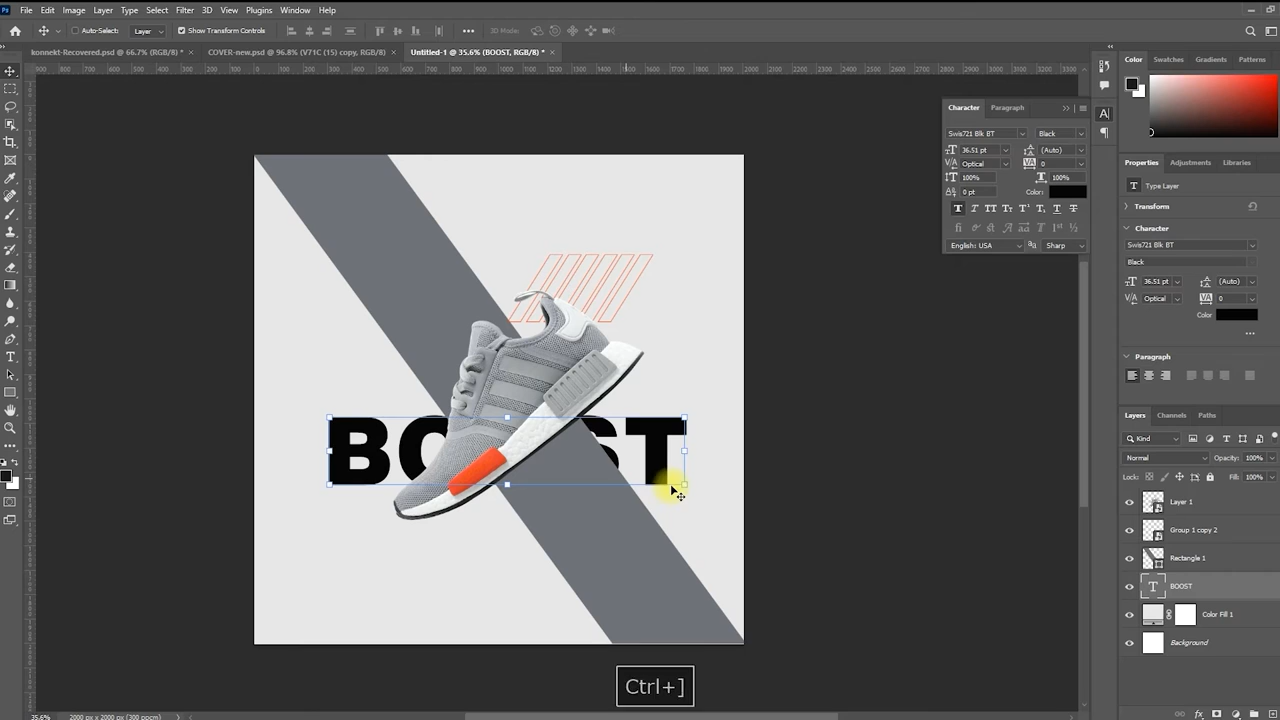 Ps File Edit Image Layer Type Select Filter 3D View Plugins Window Help
Auto-Select: Layer Show Transform Controls 3D Mode:
konnekt-Recovered.psd @ 66.7% (RGB/8) * × COVER-new.psd @ 96.8% (V71C (15) copy, RGB/8) × Untitled-1 @ 35.6% (BOOST, RGB/8) * ×
Color Swatches Gradients Patterns
Character Paragraph
Swis721 Blk BT Black
36.51 pt (Auto)
Optical 0
100% 100%
0 pt Color:
English: USA Sharp
Properties Adjustments Libraries
Type Layer
Transform
Character
Swis721 Blk BT
Black
36.51 pt (Auto)
Optical 0
Color
Paragraph
Layers Channels Paths
Kind
Normal Opacity: 100%
Lock: Fill: 100%
Layer 1
Group 1 copy 2
Rectangle 1
BOOST
Color Fill 1
Background
Ctrl+]
35.6% 2000 px x 2000 px (300 ppcm)